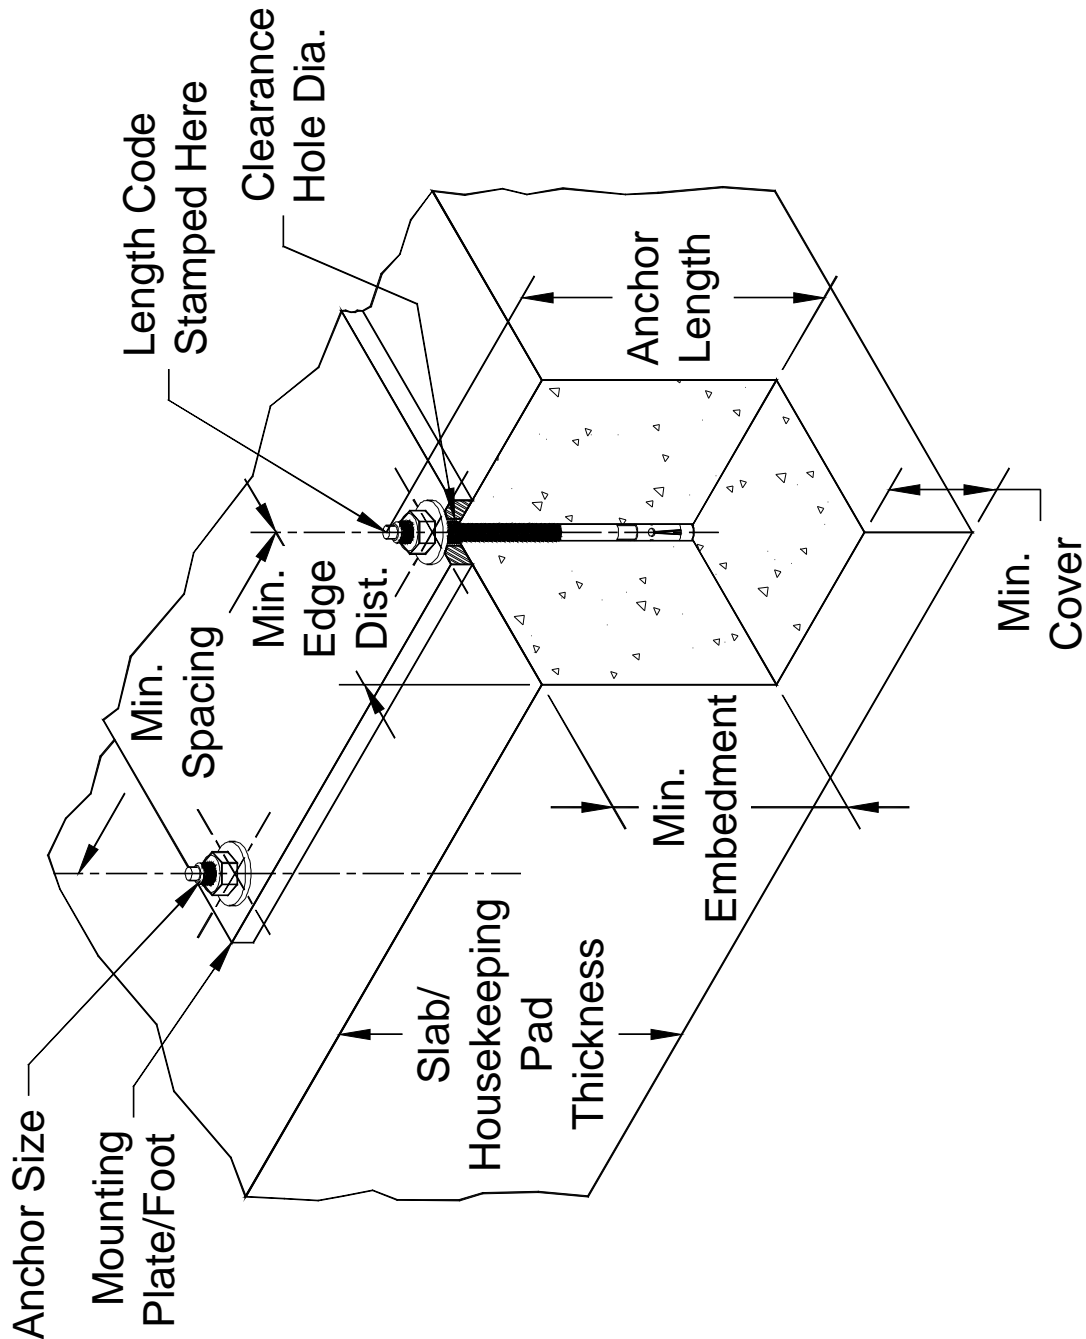 Anchor Size
Mounting
Plate/Foot
Length Code
Stamped Here
Clearance
Hole Dia.
Min.
Spacing
Min.
Edge
Dist.
Slab/
Housekeeping
Pad
Thickness
Min.
Embedment
Anchor
Length
Min.
Cover